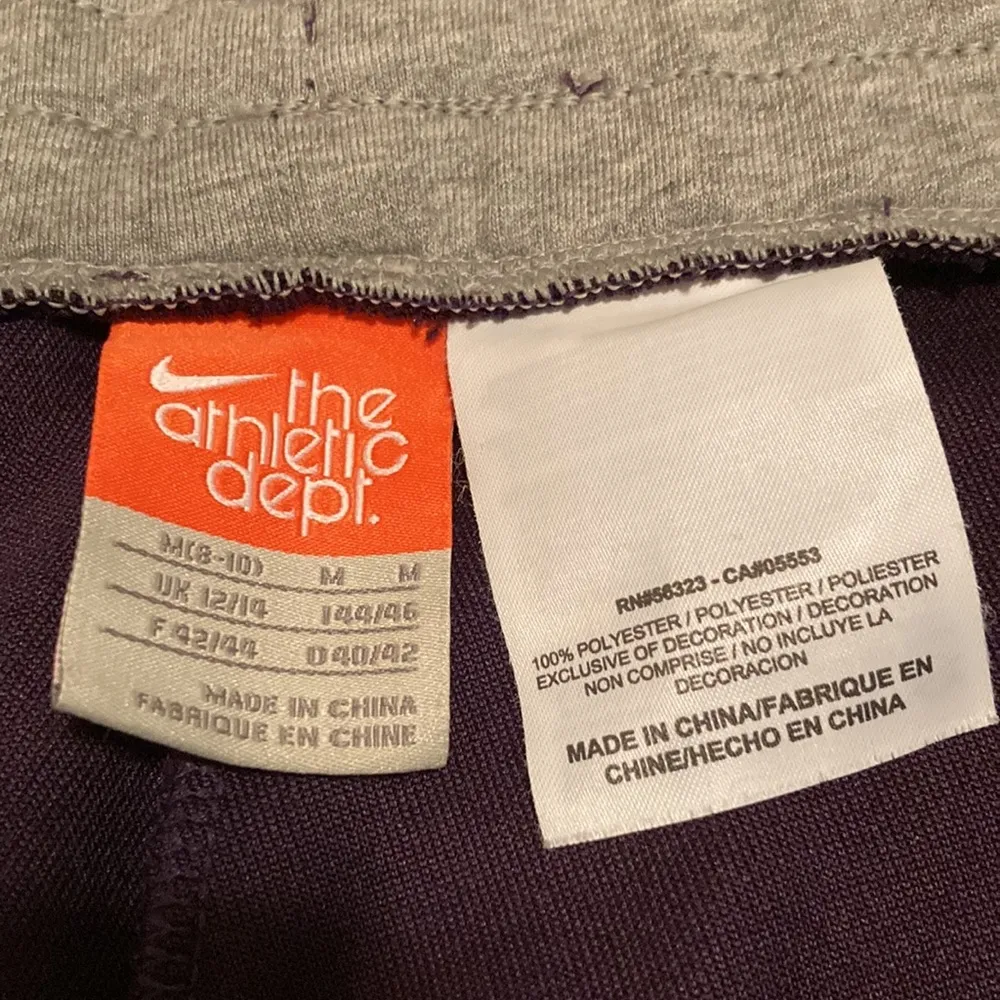 the
athletic
dept.
M(8-10) M M
UK 12/14 I 44/46
F 42/44 D 40/42
MADE IN CHINA
FABRIQUE EN CHINE
RN#56323 - CA#05553
100% POLYESTER / POLYESTER / POLIESTER
EXCLUSIVE OF DECORATION / DECORATION
NON COMPRISE / NO INCLUYE LA
DECORACION
MADE IN CHINA/FABRIQUE EN
CHINE/HECHO EN CHINA